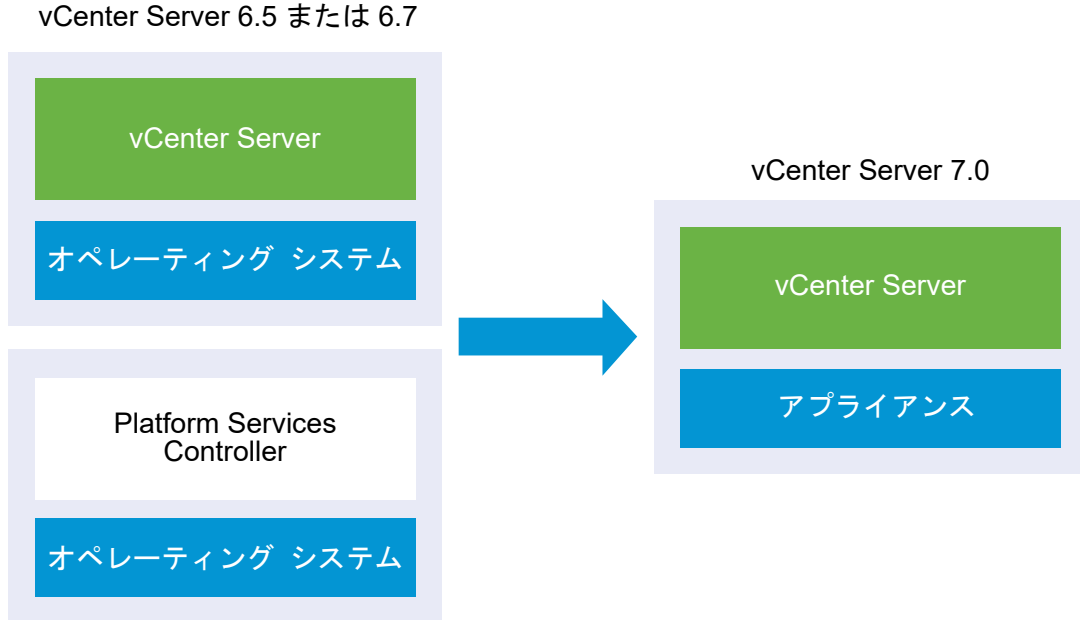 vCenter Server 6.5 または 6.7
vCenter Server
オペレーティング システム
Platform Services
Controller
オペレーティング システム
vCenter Server 7.0
vCenter Server
アプライアンス